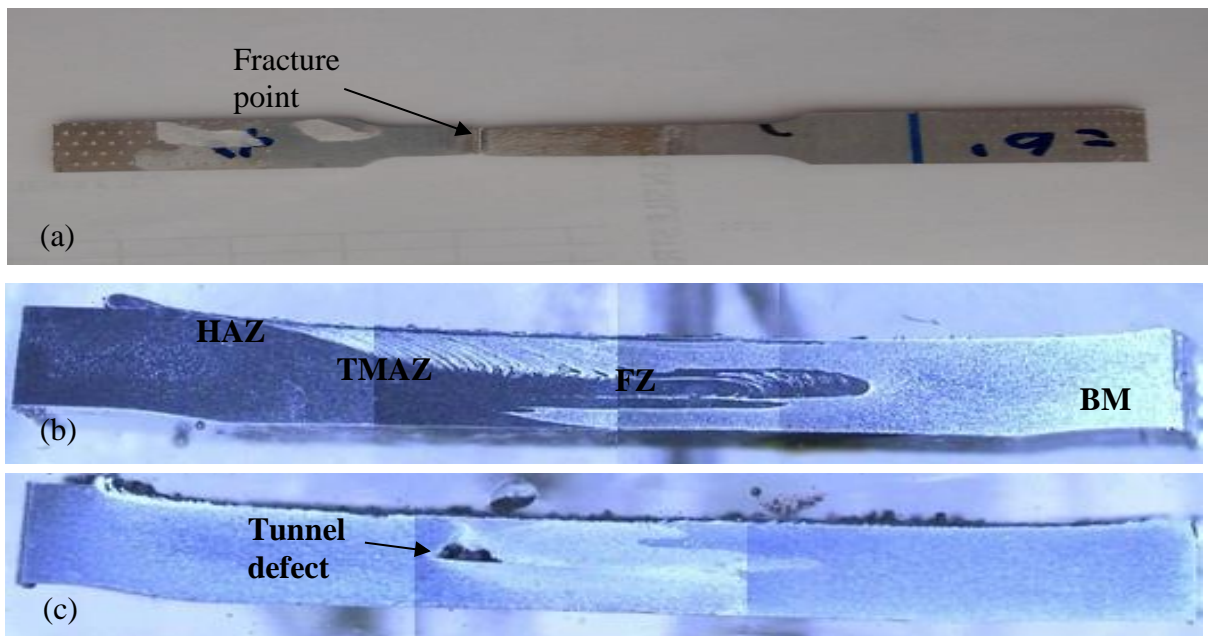 Fracture
point
(a)
HAZ
TMAZ
FZ
BM
(b)
Tunnel
defect
(c)